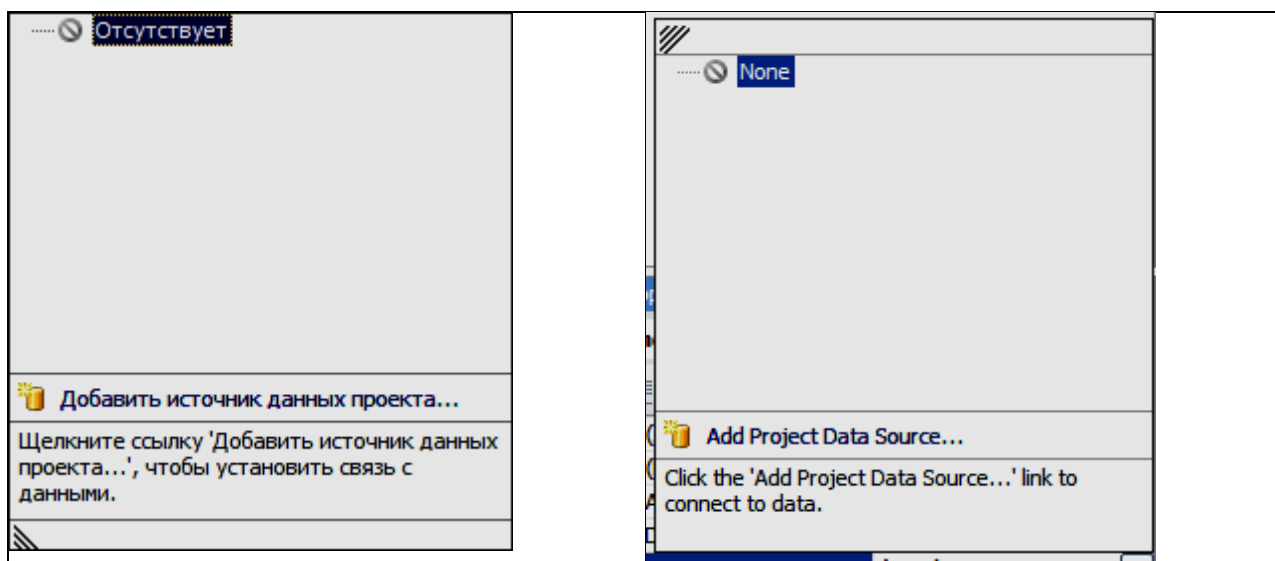 Отсутствует
Добавить источник данных проекта...
Щелкните ссылку 'Добавить источник данных
проекта...', чтобы установить связь с
данными.
None
Add Project Data Source...
Click the 'Add Project Data Source...' link to
connect to data.